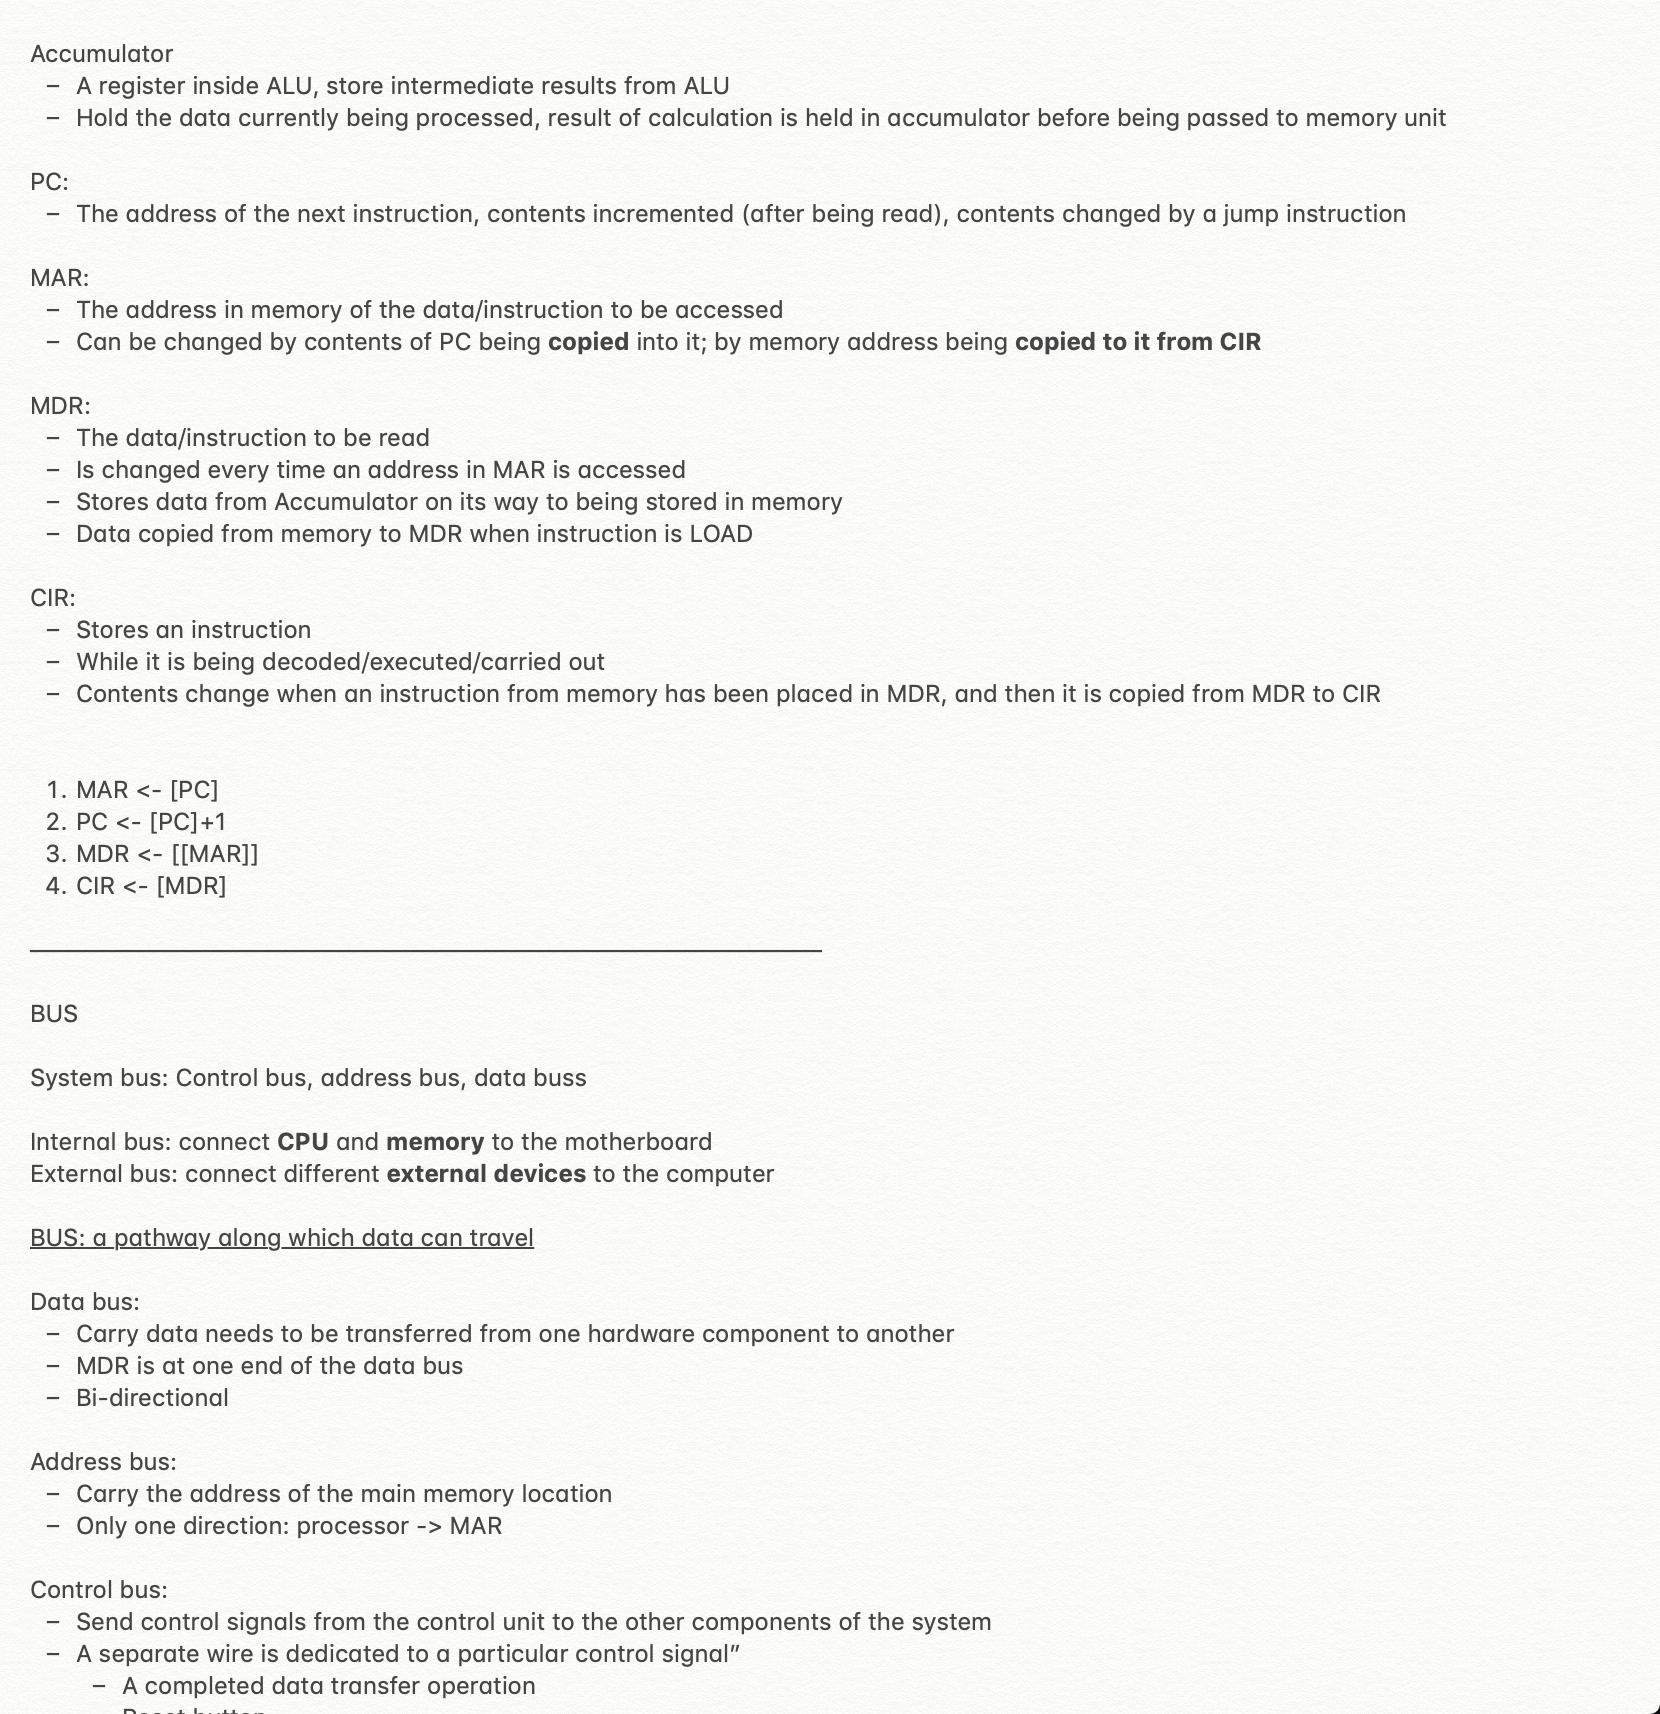 Accumulator
– A register inside ALU, store intermediate results from ALU
– Hold the data currently being processed, result of calculation is held in accumulator before being passed to memory unit
PC:
– The address of the next instruction, contents incremented (after being read), contents changed by a jump instruction
MAR:
– The address in memory of the data/instruction to be accessed
– Can be changed by contents of PC being copied into it; by memory address being copied to it from CIR
MDR:
– The data/instruction to be read
– Is changed every time an address in MAR is accessed
– Stores data from Accumulator on its way to being stored in memory
– Data copied from memory to MDR when instruction is LOAD
CIR:
– Stores an instruction
– While it is being decoded/executed/carried out
– Contents change when an instruction from memory has been placed in MDR, and then it is copied from MDR to CIR
1. MAR <- [PC]
2. PC <- [PC]+1
3. MDR <- [[MAR]]
4. CIR <- [MDR]
BUS
System bus: Control bus, address bus, data buss
Internal bus: connect CPU and memory to the motherboard
External bus: connect different external devices to the computer
BUS: a pathway along which data can travel
Data bus:
– Carry data needs to be transferred from one hardware component to another
– MDR is at one end of the data bus
– Bi-directional
Address bus:
– Carry the address of the main memory location
– Only one direction: processor -> MAR
Control bus:
– Send control signals from the control unit to the other components of the system
– A separate wire is dedicated to a particular control signal”
– A completed data transfer operation